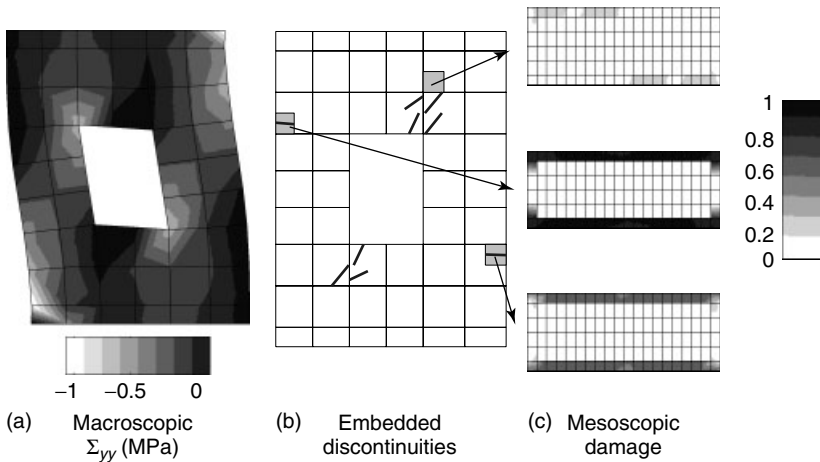 1
0.8
0.6
0.4
0.2
0
−1 −0.5 0
(a) Macroscopic
Σyy (MPa)
(b) Embedded
discontinuities
(c) Mesoscopic
damage